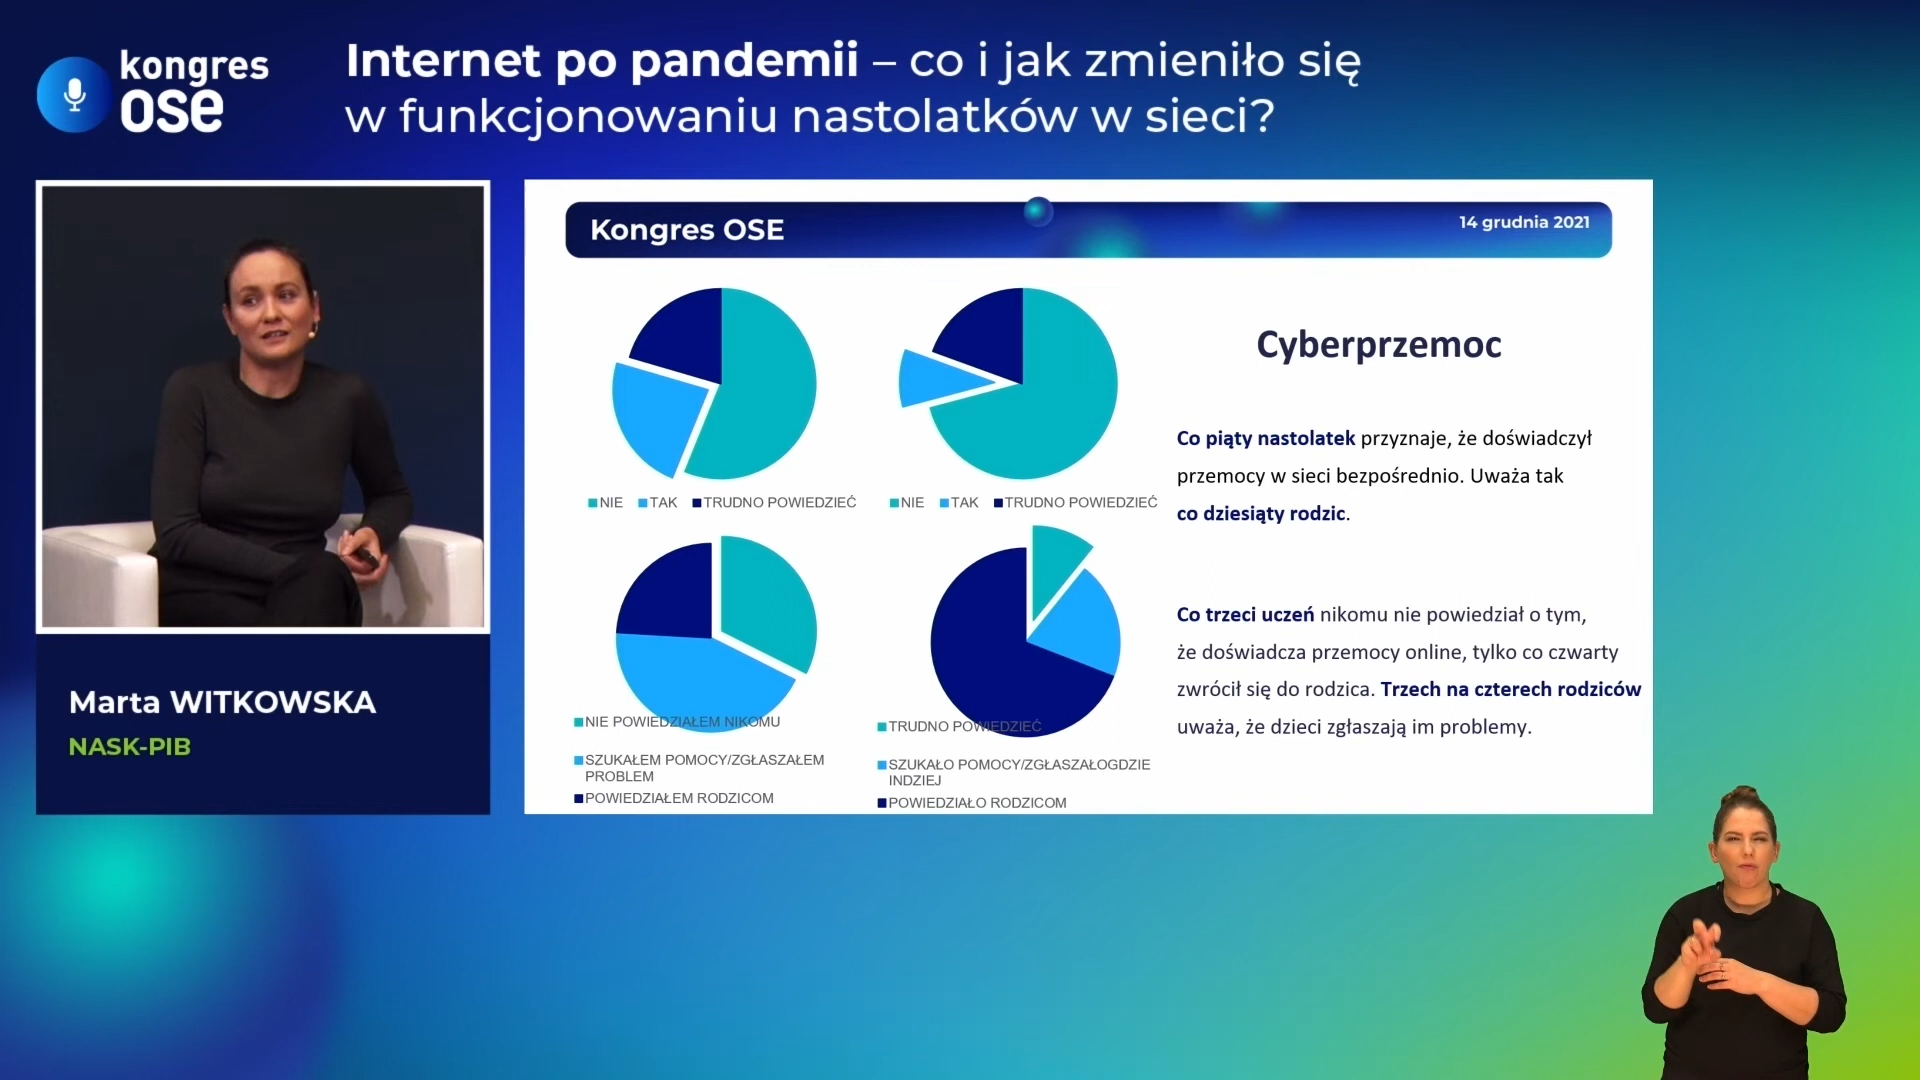 kongres
ose
Internet po pandemii – co i jak zmieniło się
w funkcjonowaniu nastolatków w sieci?
Marta WITKOWSKA
NASK-PIB
Kongres OSE
14 grudnia 2021
NIE TAK TRUDNO POWIEDZIEĆ
NIE TAK TRUDNO POWIEDZIEĆ
NIE POWIEDZIAŁEM NIKOMU
SZUKAŁEM POMOCY/ZGŁASZAŁEM
PROBLEM
POWIEDZIAŁEM RODZICOM
TRUDNO POWIEDZIEĆ
SZUKAŁO POMOCY/ZGŁASZAŁOGDZIE
INDZIEJ
POWIEDZIAŁO RODZICOM
Cyberprzemoc
Co piąty nastolatek przyznaje, że doświadczył
przemocy w sieci bezpośrednio. Uważa tak
co dziesiąty rodzic.
Co trzeci uczeń nikomu nie powiedział o tym,
że doświadcza przemocy online, tylko co czwarty
zwrócił się do rodzica. Trzech na czterech rodziców
uważa, że dzieci zgłaszają im problemy.